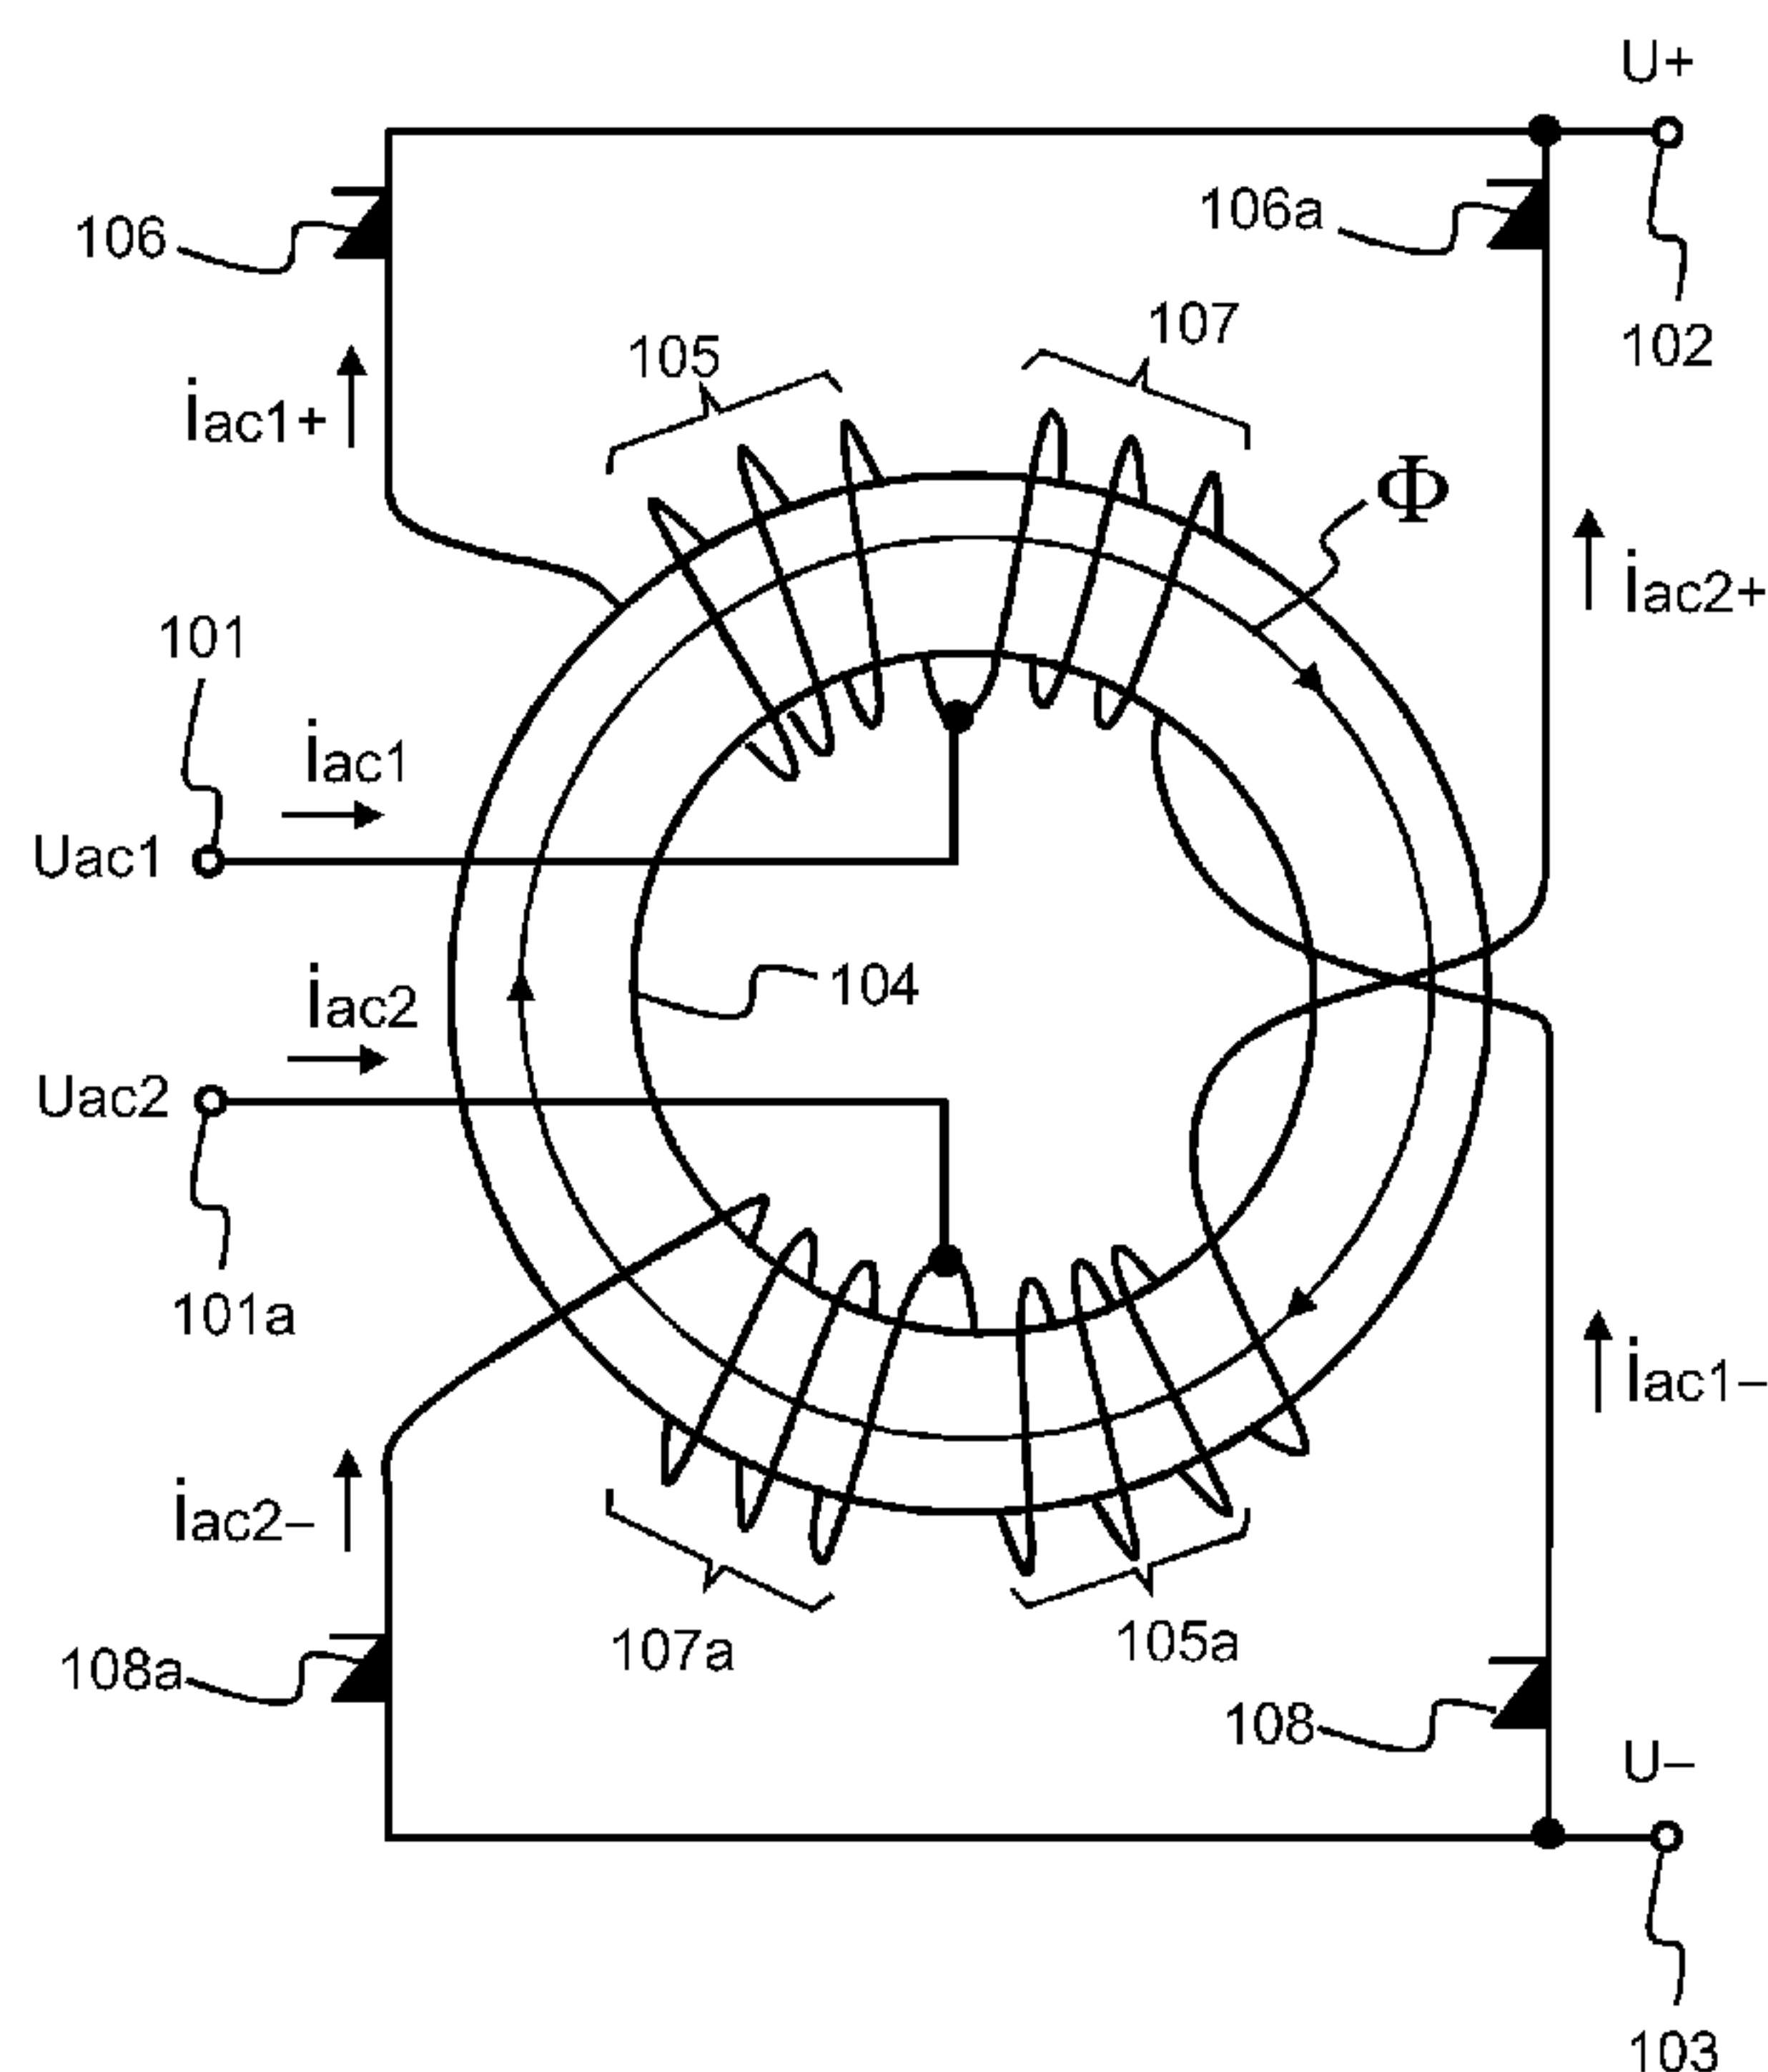 U+
106
106a
102
107
105
iac1+
Φ
iac2+
101
iac1
Uac1
104
iac2
Uac2
101a
iac1–
iac2–
107a
105a
108a
108
U–
103